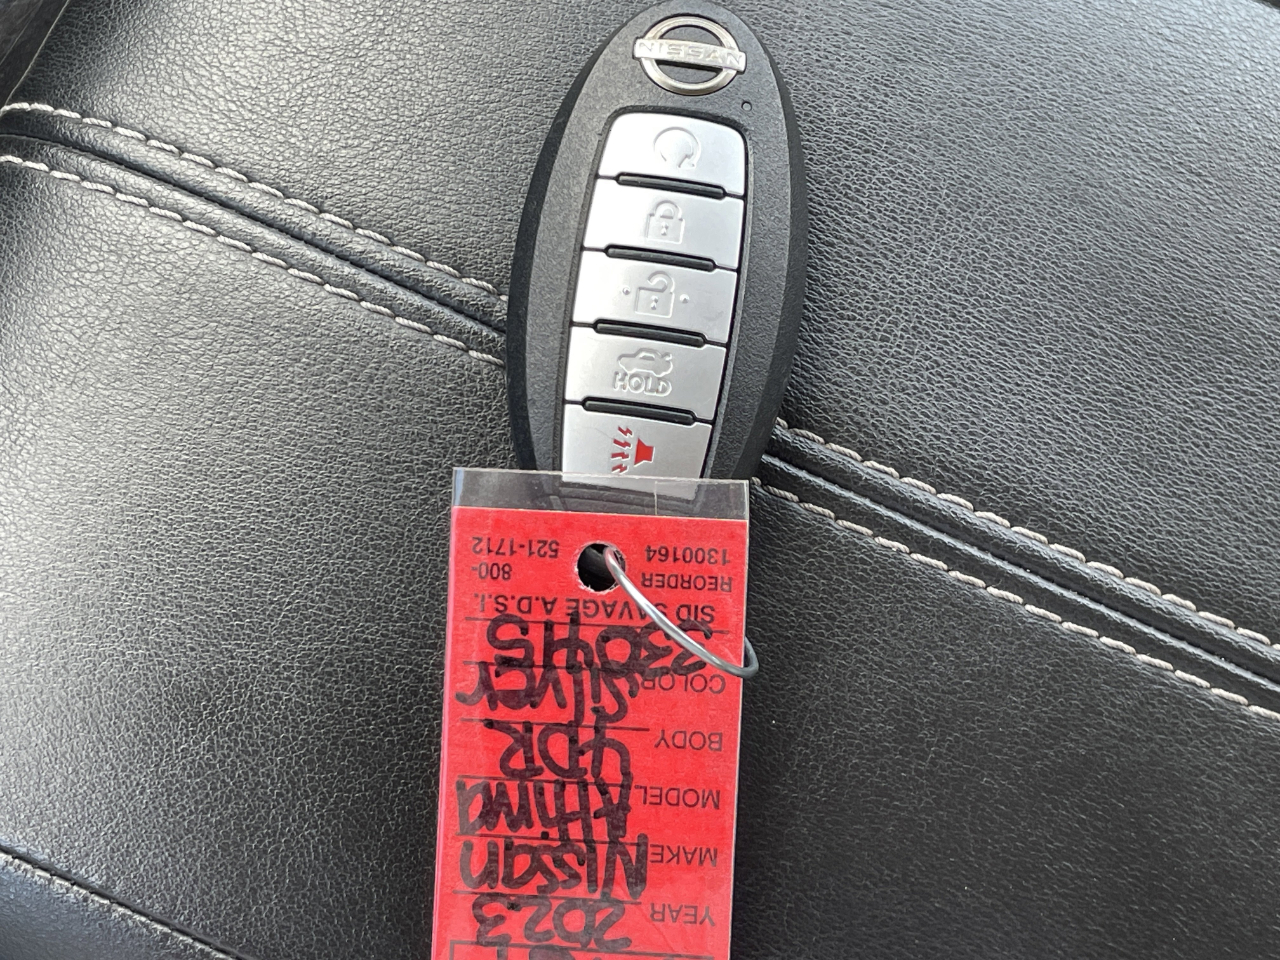 NISSAN
HOLD
YEAR 2023
MAKE Nissan
MODEL Altima
BODY 4DR
COLOR Silver
SID SAVAGE A.D.S.I.
REORDER 800-
1300164 521-1712